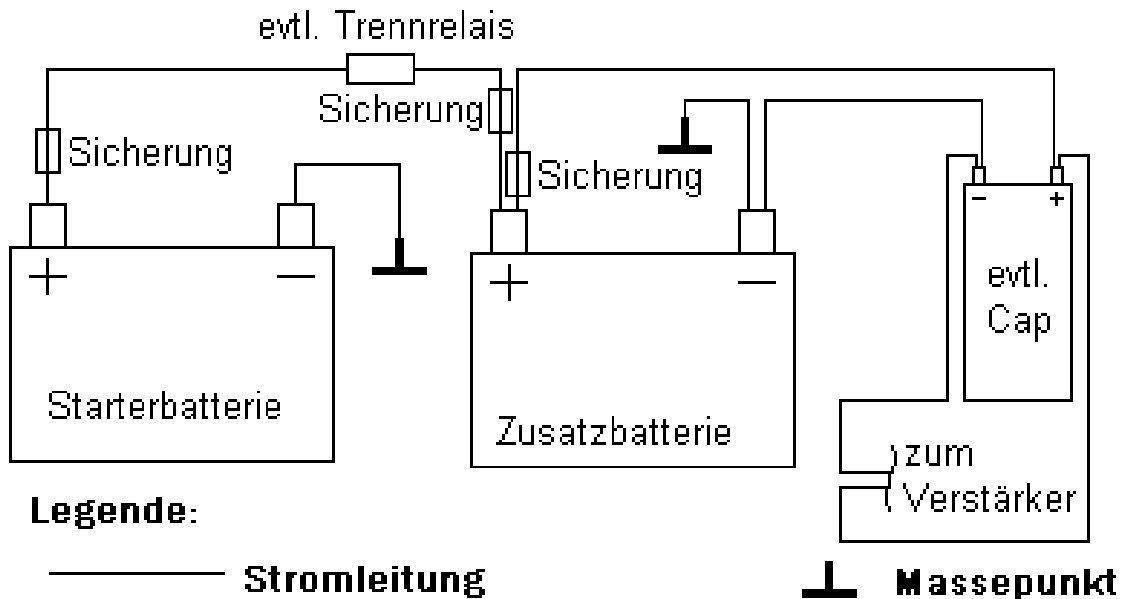 evtl. Trennrelais
Sicherung
Sicherung
Sicherung
+
−
+
−
−
+
evtl.
Cap
Starterbatterie
Zusatzbatterie
zum
Verstärker
Legende:
Stromleitung
Massepunkt